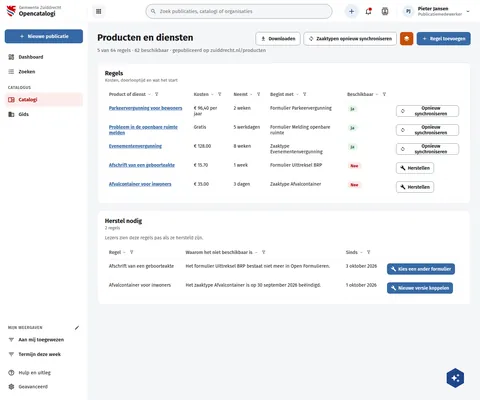 Gemeente Zuiddrecht
Opencatalogi
Zoek publicaties, catalogi of organisaties
PJ
Pieter Jansen
Publicatiemedewerker
+ Nieuwe publicatie
Dashboard
Zoeken
CATALOGUS
Catalogi
Gids
MIJN WEERGAVEN
Aan mij toegewezen
Termijn deze week
Hulp en uitleg
Geavanceerd
Producten en diensten
5 van 64 regels · 62 beschikbaar · gepubliceerd op zuiddrecht.nl/producten
Downloaden
Zaaktypen opnieuw synchroniseren
+ Regel toevoegen
Regels
Kosten, doorlooptijd en wat het start
Product of dienst
Kosten
Neemt
Begint met
Beschikbaar
Parkeervergunning voor bewoners
€ 96,40 per jaar
2 weken
Formulier Parkeervergunning
Ja
Opnieuw synchroniseren
Probleem in de openbare ruimte melden
Gratis
5 werkdagen
Formulier Melding openbare ruimte
Ja
Opnieuw synchroniseren
Evenementenvergunning
€ 128.00
8 weken
Zaaktype Evenementenvergunning
Ja
Opnieuw synchroniseren
Afschrift van een geboorteakte
€ 15.70
1 week
Formulier Uittreksel BRP
Nee
Herstellen
Afvalcontainer voor inwoners
€ 35.00
3 dagen
Zaaktype Afvalcontainer
Nee
Herstellen
Herstel nodig
2 regels
Lezers zien deze regels pas als ze hersteld zijn.
Regel
Waarom het niet beschikbaar is
Sinds
Afschrift van een geboorteakte
Het formulier Uittreksel BRP bestaat niet meer in Open Formulieren.
3 oktober 2026
Kies een ander formulier
Afvalcontainer voor inwoners
Het zaaktype Afvalcontainer is op 30 september 2026 beëindigd.
1 oktober 2026
Nieuwe versie koppelen